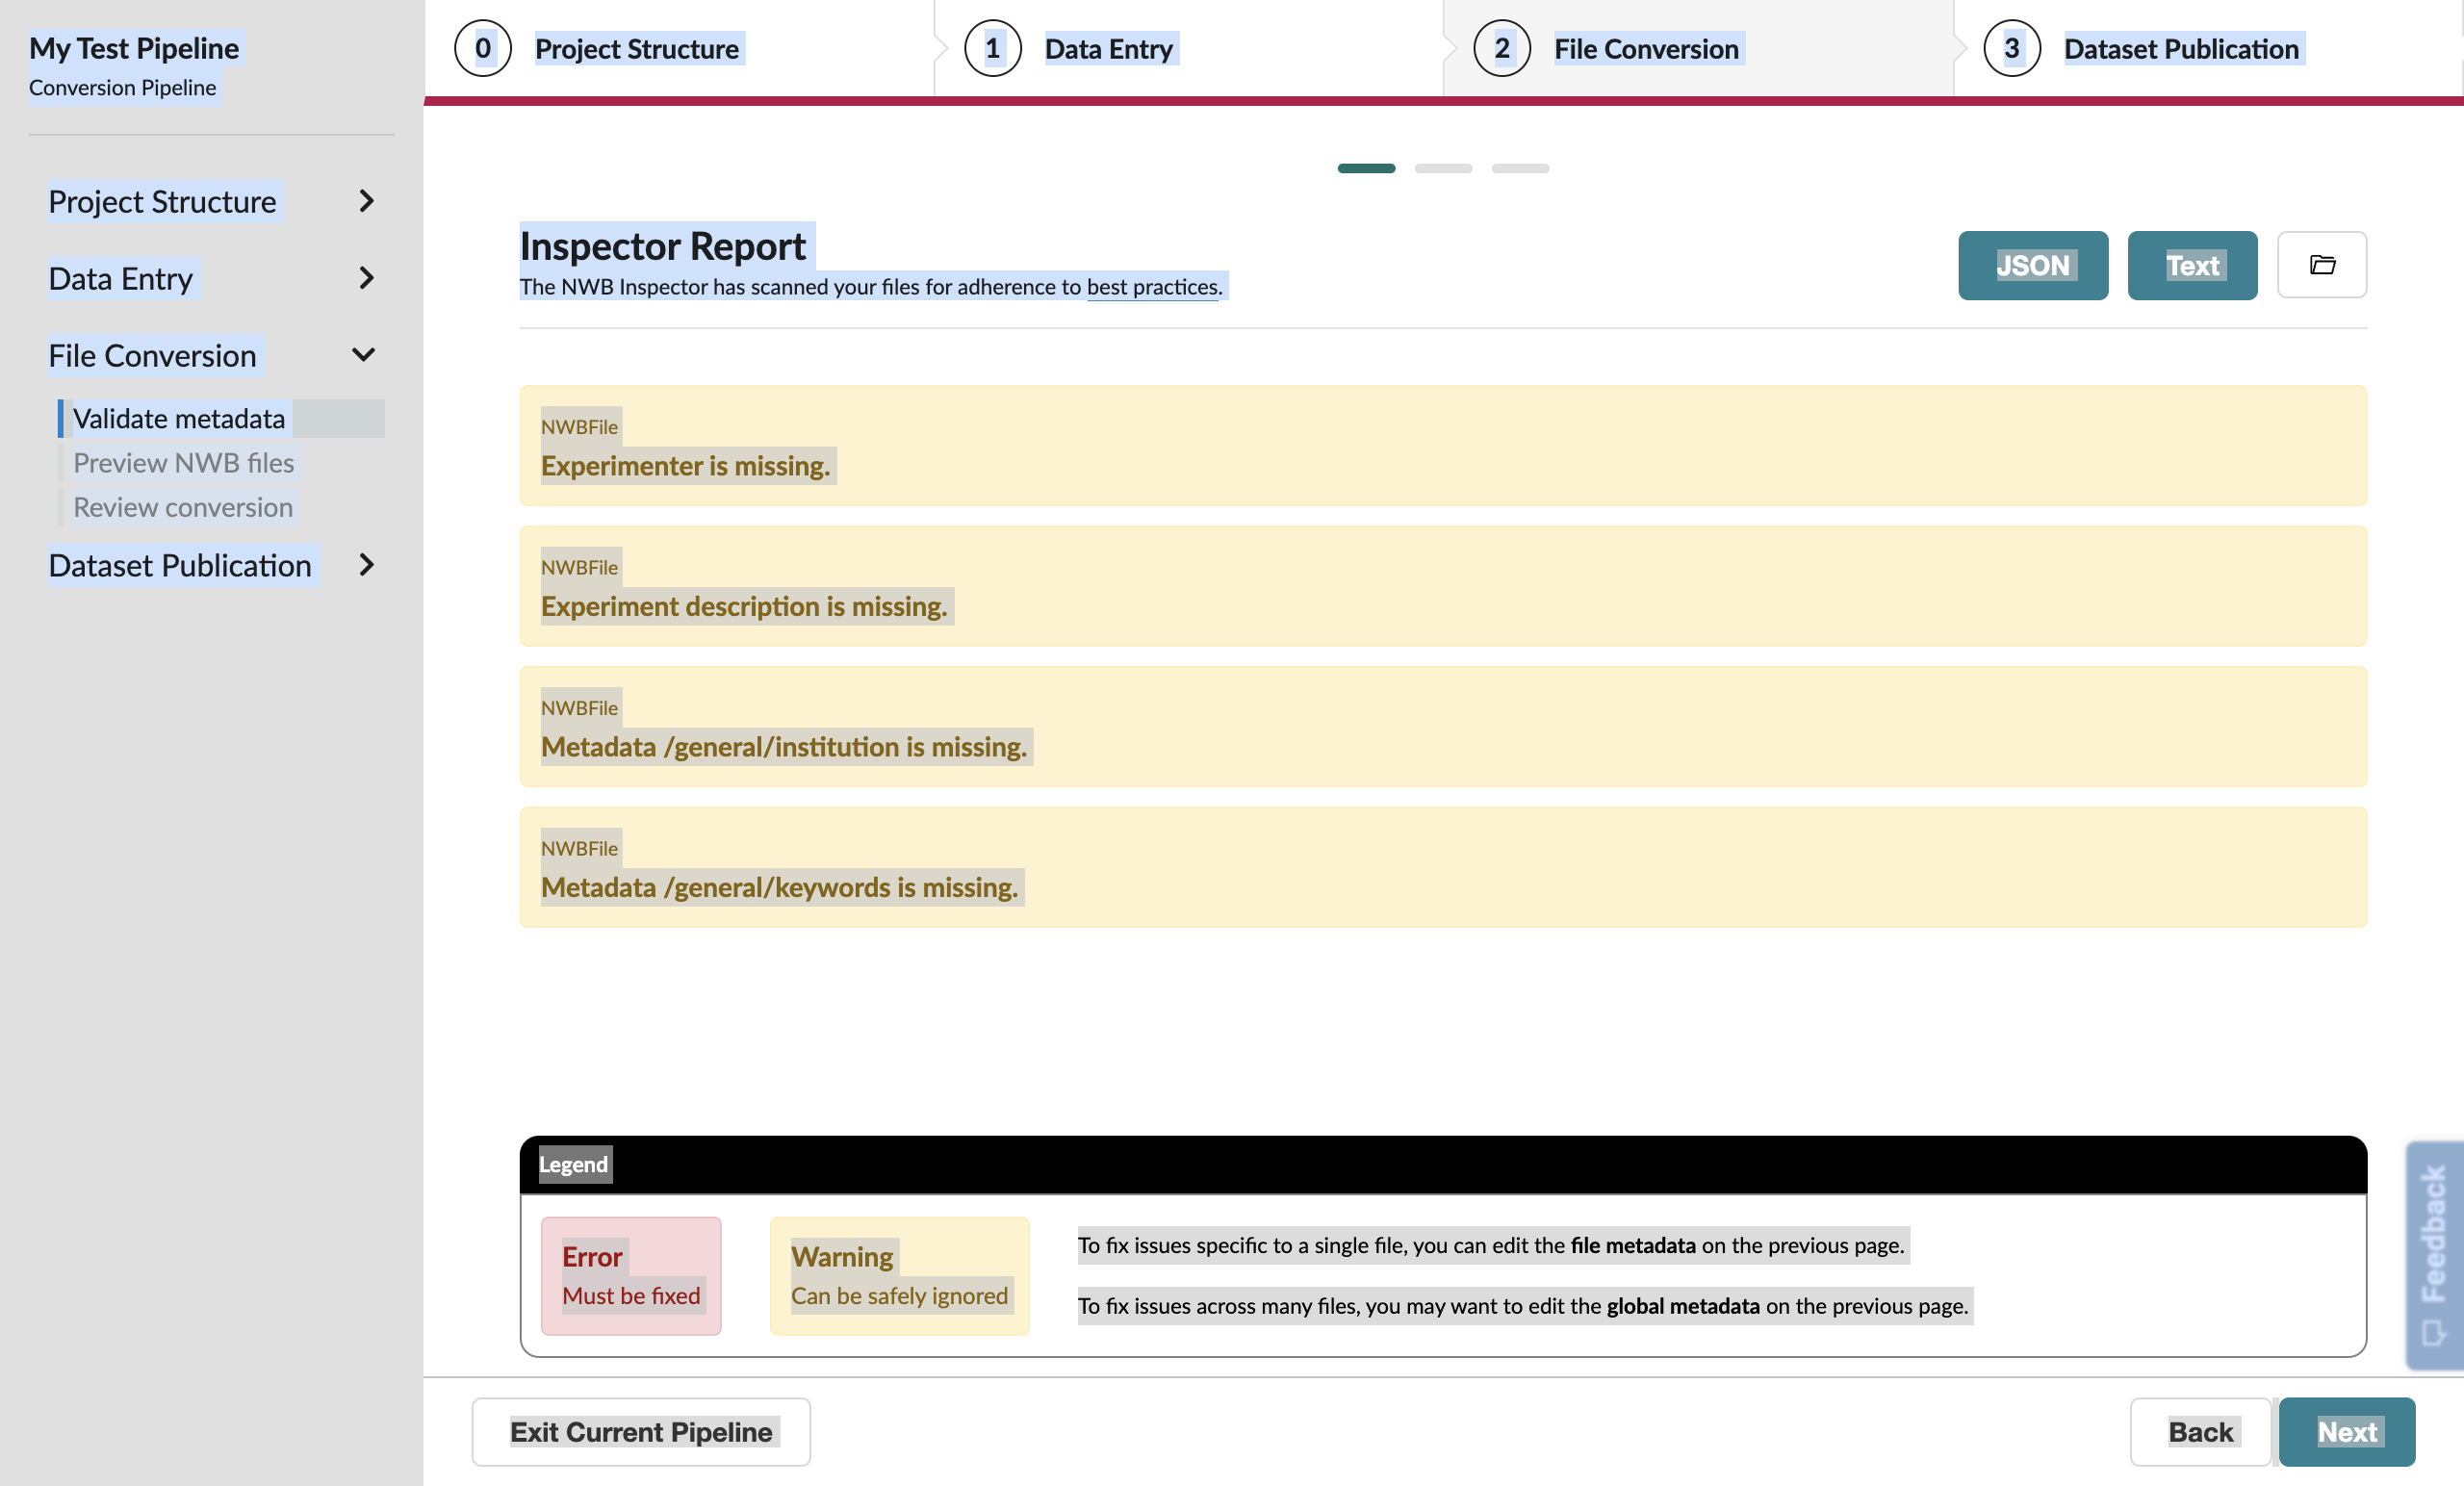 My Test Pipeline
Conversion Pipeline
Project Structure
Data Entry
File Conversion
Validate metadata
Preview NWB files
Review conversion
Dataset Publication
0 Project Structure
1 Data Entry
2 File Conversion
3 Dataset Publication
Inspector Report
The NWB Inspector has scanned your files for adherence to best practices.
JSON
Text
NWBFile
Experimenter is missing.
NWBFile
Experiment description is missing.
NWBFile
Metadata /general/institution is missing.
NWBFile
Metadata /general/keywords is missing.
Legend
Error
Must be fixed
Warning
Can be safely ignored
To fix issues specific to a single file, you can edit the file metadata on the previous page.
To fix issues across many files, you may want to edit the global metadata on the previous page.
Feedback
Exit Current Pipeline
Back
Next